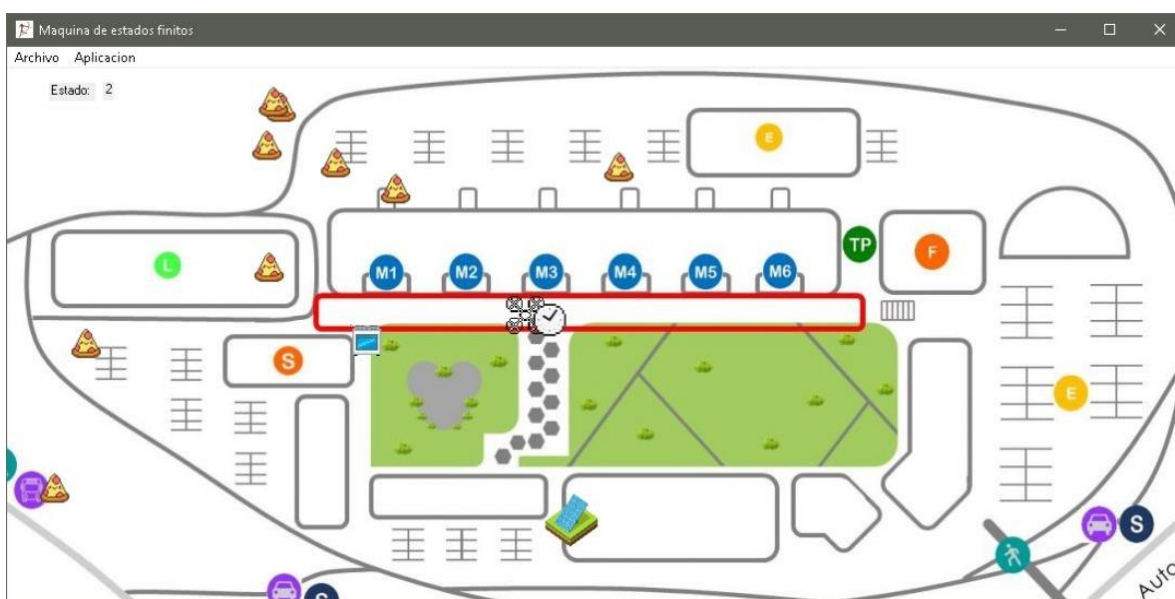 Maquina de estados finitos
Archivo Aplicacion
Estado: 2
E
TP
F
L
M1 M2 M3 M4 M5 M6
S
E
S
Auto
S